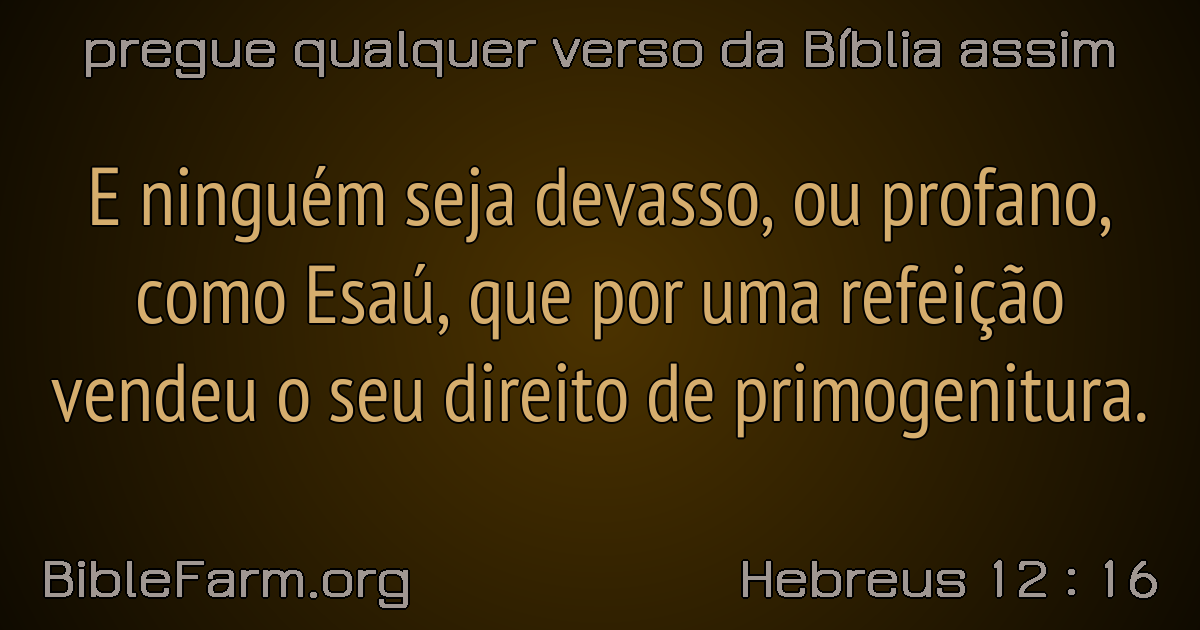 pregue qualquer verso da Bíblia assim
E ninguém seja devasso, ou profano,
como Esaú, que por uma refeição
vendeu o seu direito de primogenitura.
BibleFarm.org
Hebreus 12 : 16